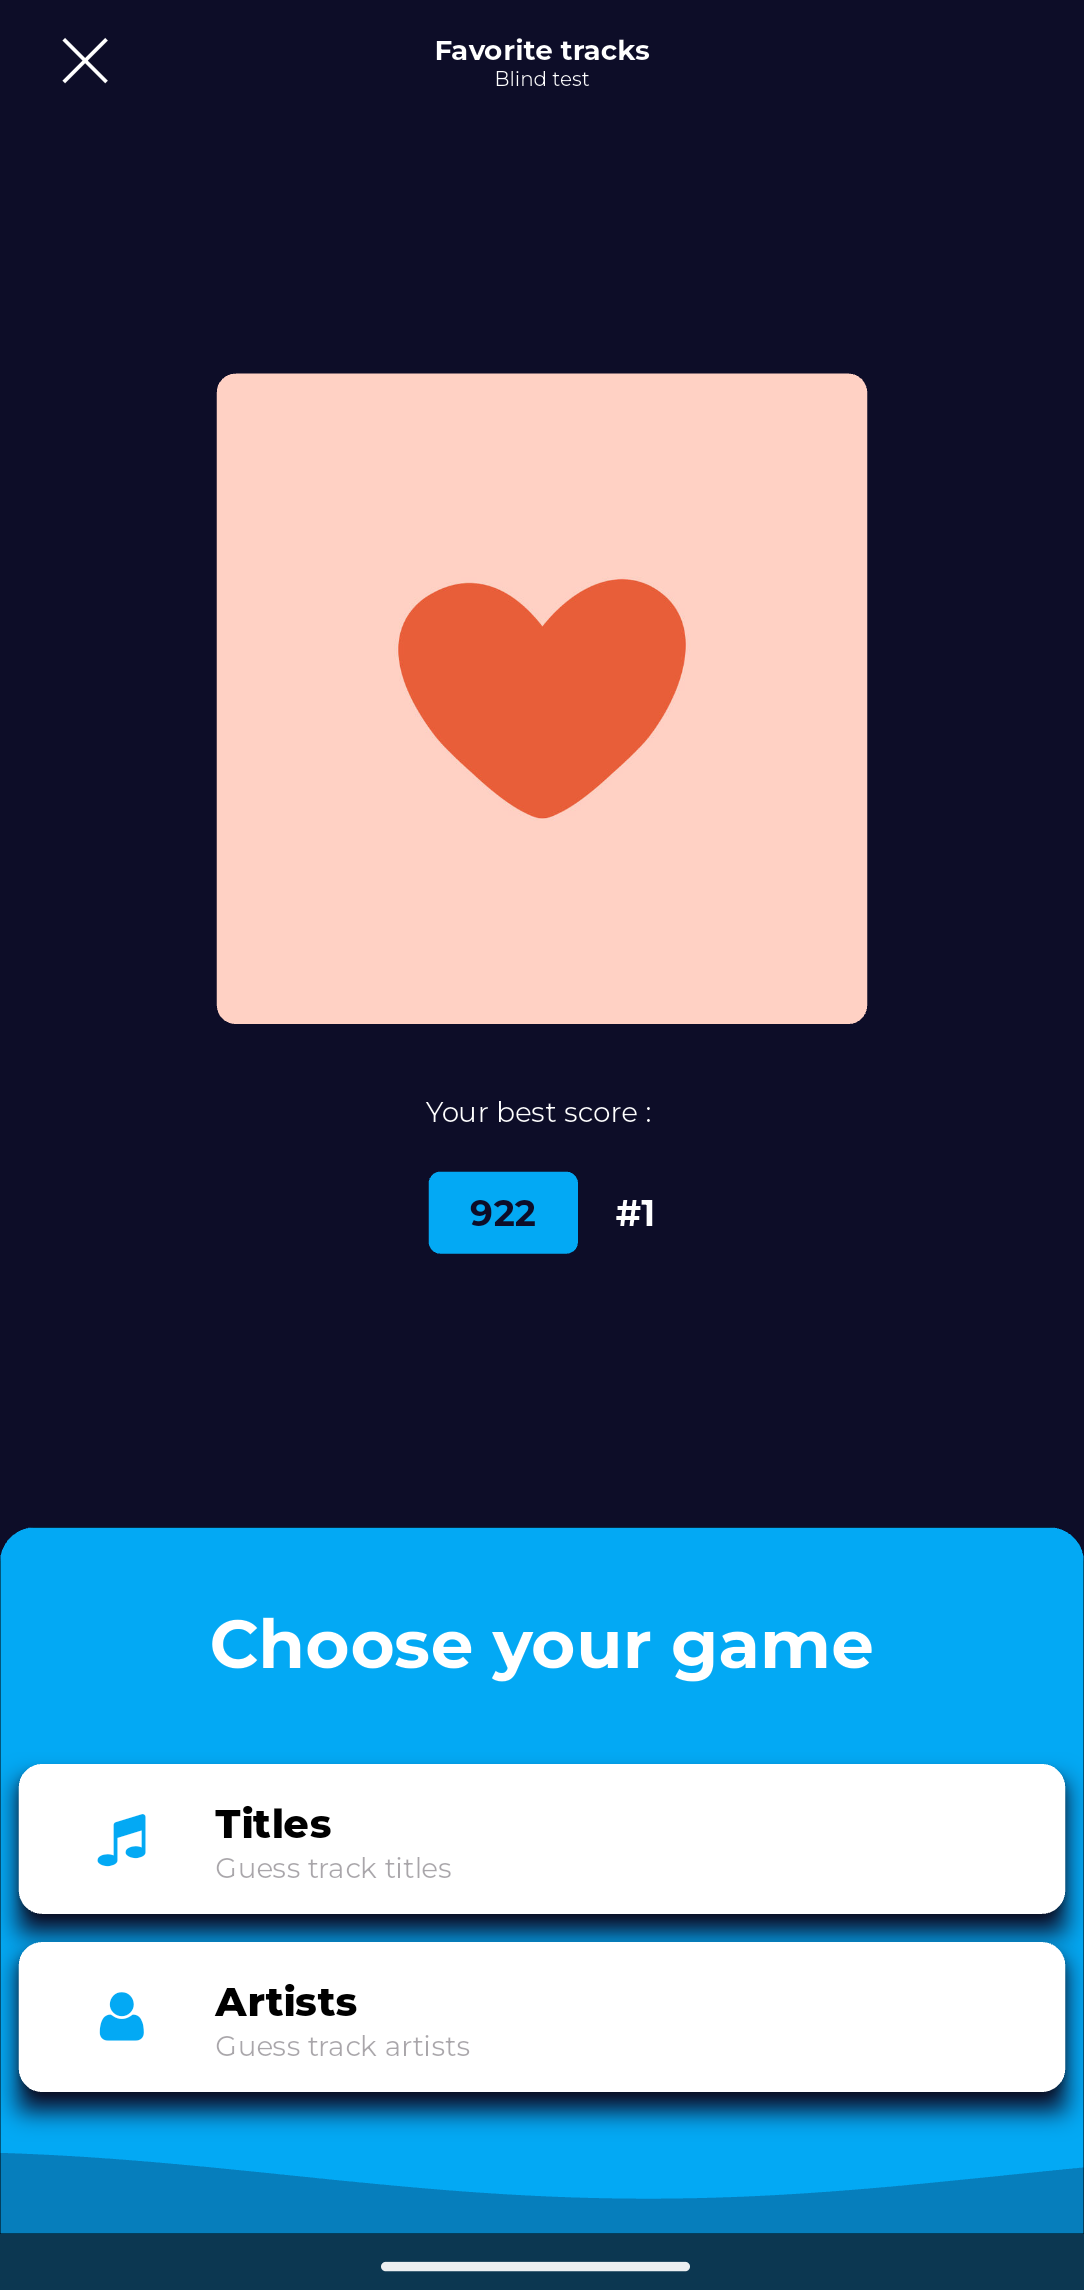 Favorite tracks
Blind test
Your best score :
922 #1
Choose your game
Titles
Guess track titles
Artists
Guess track artists